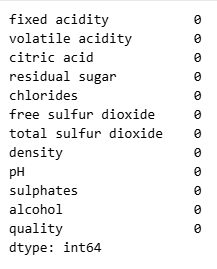 fixed acidity 0
volatile acidity 0
citric acid 0
residual sugar 0
chlorides 0
free sulfur dioxide 0
total sulfur dioxide 0
density 0
pH 0
sulphates 0
alcohol 0
quality 0
dtype: int64